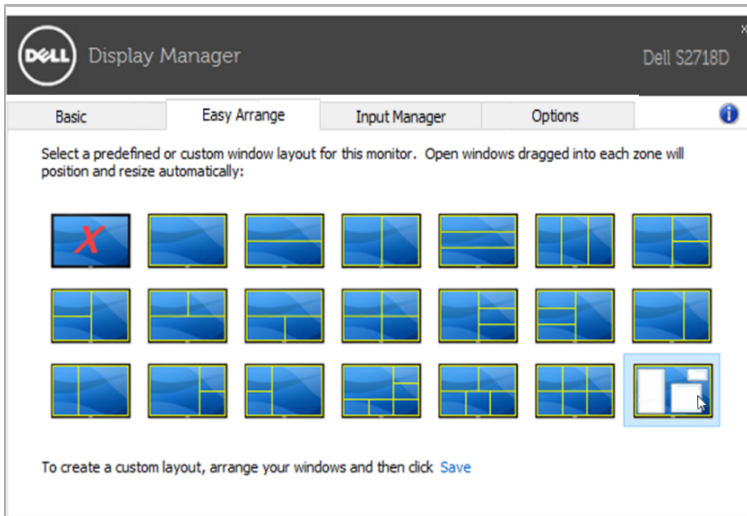 DELL Display Manager Dell S2718D
Basic Easy Arrange Input Manager Options
Select a predefined or custom window layout for this monitor. Open windows dragged into each zone will
position and resize automatically:
X
To create a custom layout, arrange your windows and then click Save